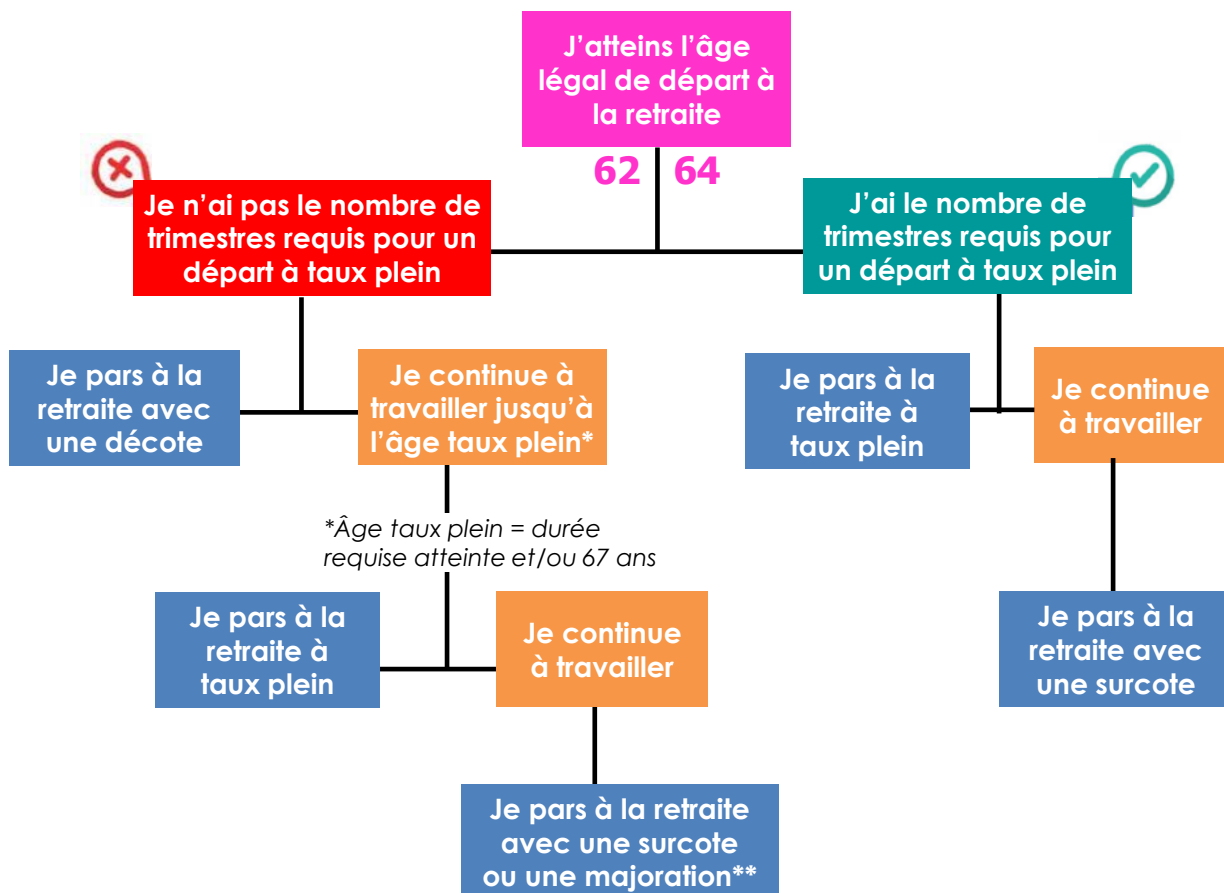 J’atteins l’âge
légal de départ à
la retraite
62 64
Je n’ai pas le nombre de
trimestres requis pour un
départ à taux plein
J’ai le nombre de
trimestres requis pour
un départ à taux plein
Je pars à la
retraite avec
une décote
Je continue à
travailler jusqu’à
l’âge taux plein*
Je pars à la
retraite à
taux plein
Je continue
à travailler
*Âge taux plein = durée
requise atteinte et/ou 67 ans
Je pars à la
retraite à
taux plein
Je continue
à travailler
Je pars à la
retraite avec
une surcote
Je pars à la retraite
avec une surcote
ou une majoration**